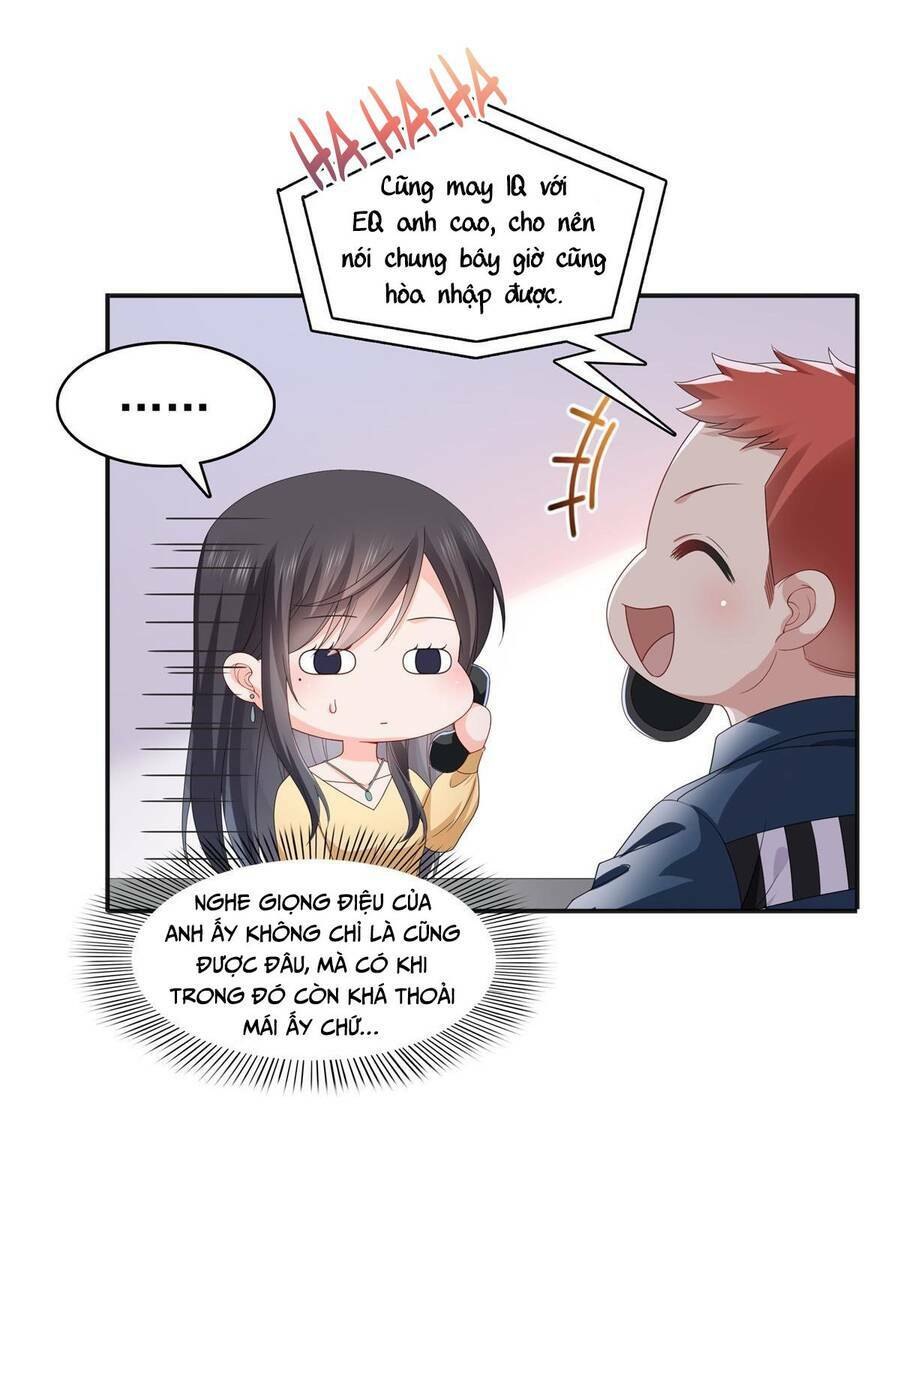 HA HA HA HA
Cũng may IQ với
EQ anh cao, cho nên
nói chung bây giờ cũng
hòa nhập được.
......
NGHE GIỌNG ĐIỆU CỦA
ANH ẤY KHÔNG CHỈ LÀ CŨNG
ĐƯỢC ĐÂU, MÀ CÓ KHI
TRONG ĐÓ CÒN KHÁ THOẢI
MÁI ẤY CHỨ...